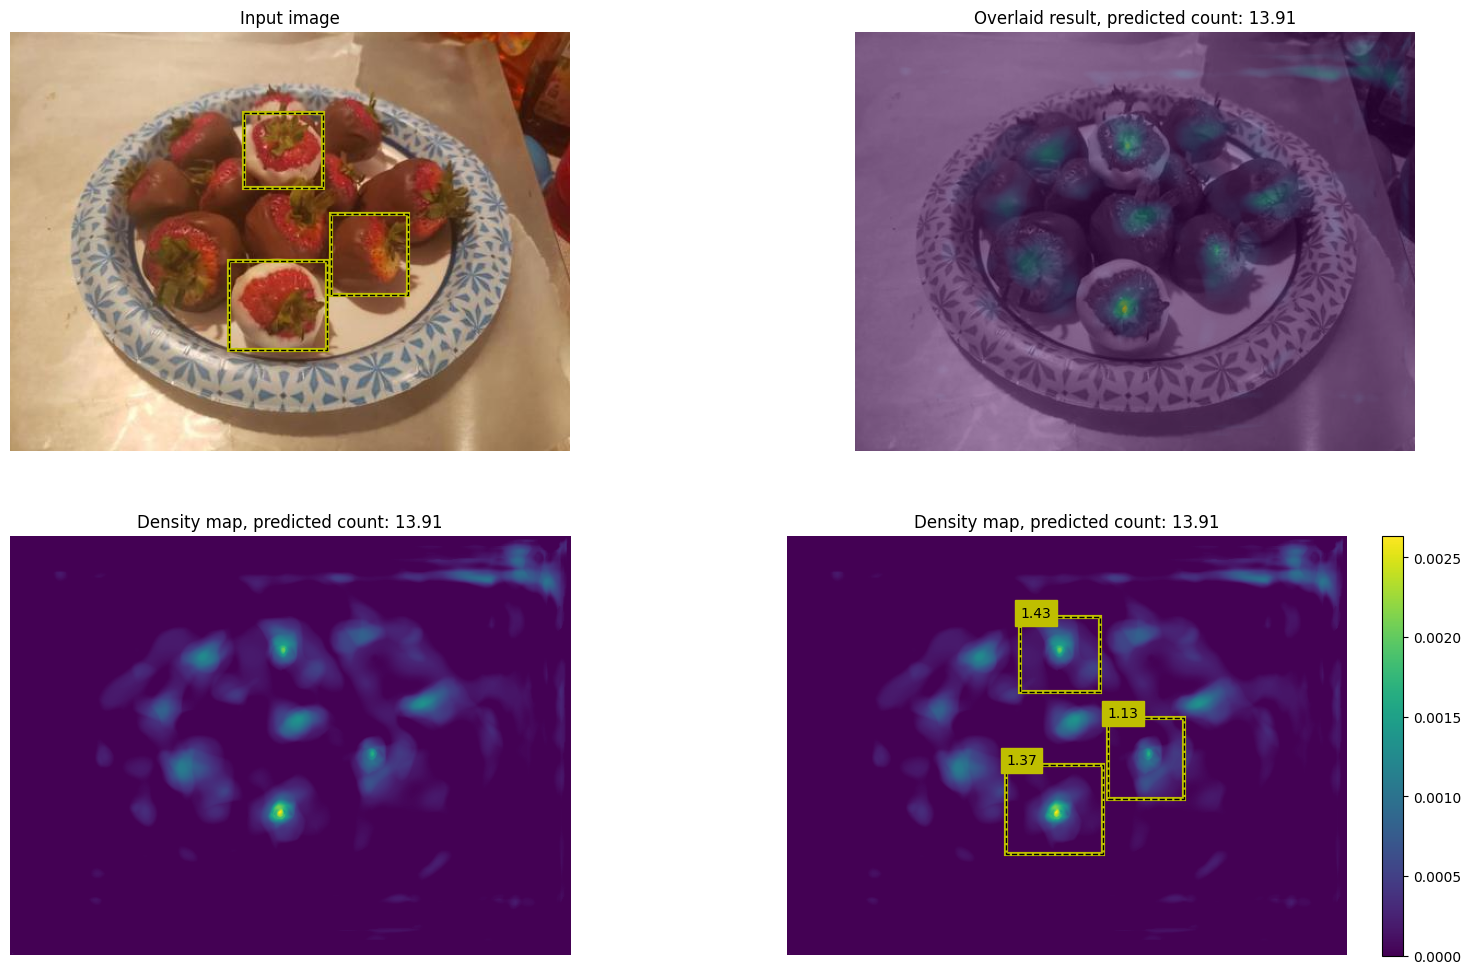 Input image
Overlaid result, predicted count: 13.91
Density map, predicted count: 13.91
Density map, predicted count: 13.91
1.43
1.13
1.37
0.0025
0.0020
0.0015
0.0010
0.0005
0.0000